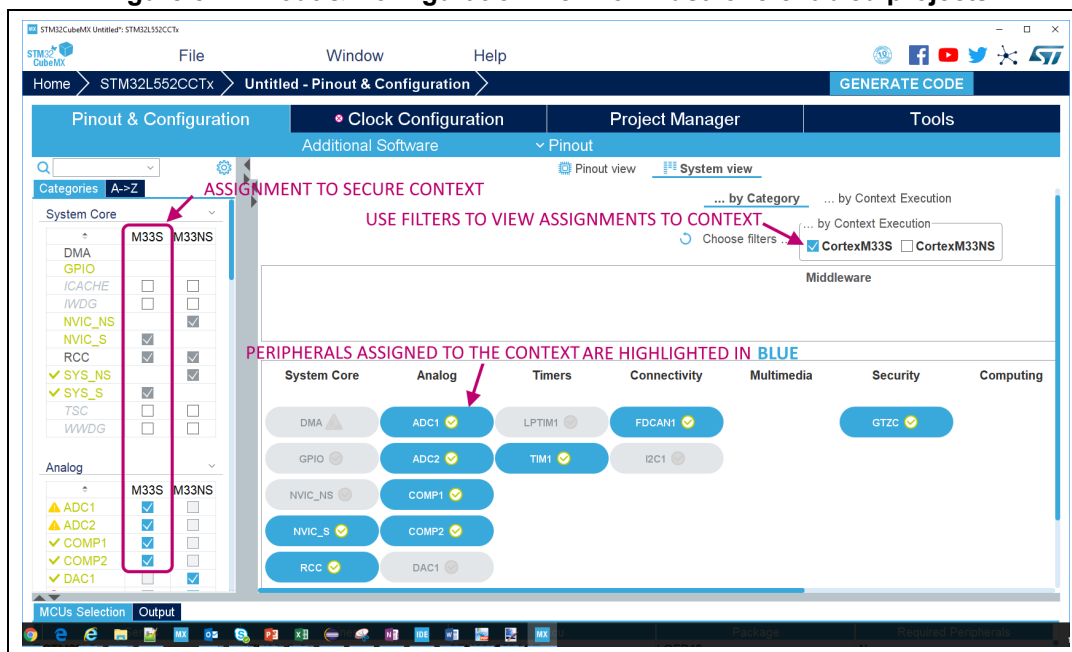 STM32CubeMX Untitled*: STM32L552CCTx
STM32 CubeMX File Window Help
Home STM32L552CCTx Untitled - Pinout & Configuration GENERATE CODE
Pinout & Configuration Clock Configuration Project Manager Tools
Additional Software Pinout
Pinout view System view
Categories A->Z ASSIGNMENT TO SECURE CONTEXT
... by Category ... by Context Execution
System Core
USE FILTERS TO VIEW ASSIGNMENTS TO CONTEXT
... by Context Execution
Choose filters ... CortexM33S CortexM33NS
M33S M33NS
DMA
GPIO
ICACHE
IWDG
NVIC_NS
NVIC_S
RCC
SYS_NS
SYS_S
TSC
WWDG
Middleware
PERIPHERALS ASSIGNED TO THE CONTEXT ARE HIGHLIGHTED IN BLUE
System Core Analog Timers Connectivity Multimedia Security Computing
DMA ADC1 LPTIM1 FDCAN1 GTZC
GPIO ADC2 TIM1 I2C1
NVIC_NS COMP1
NVIC_S COMP2
RCC DAC1
Analog
M33S M33NS
ADC1
ADC2
COMP1
COMP2
DAC1
MCUs Selection Output
Package Required Peripherals